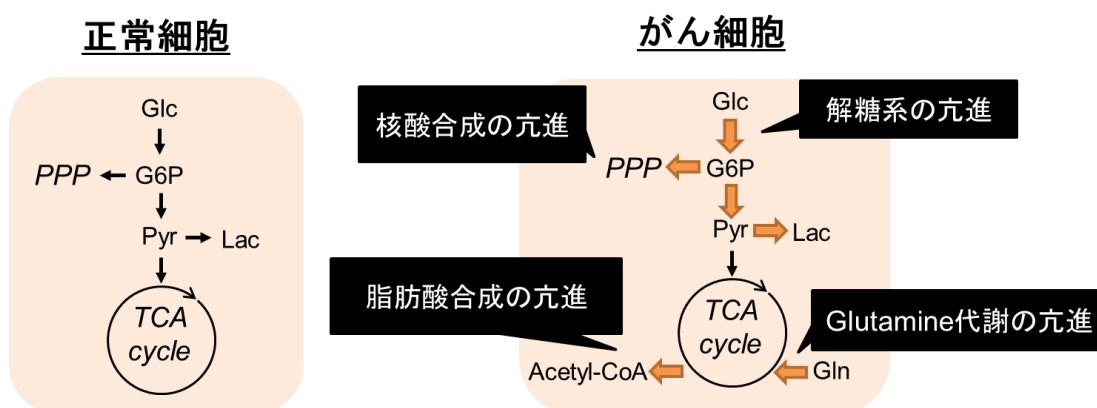 正常細胞
Glc
PPP
G6P
Pyr
Lac
TCA
cycle
がん細胞
核酸合成の亢進
Glc
解糖系の亢進
PPP
G6P
Pyr
Lac
脂肪酸合成の亢進
TCA
cycle
Glutamine代謝の亢進
Acetyl-CoA
Gln